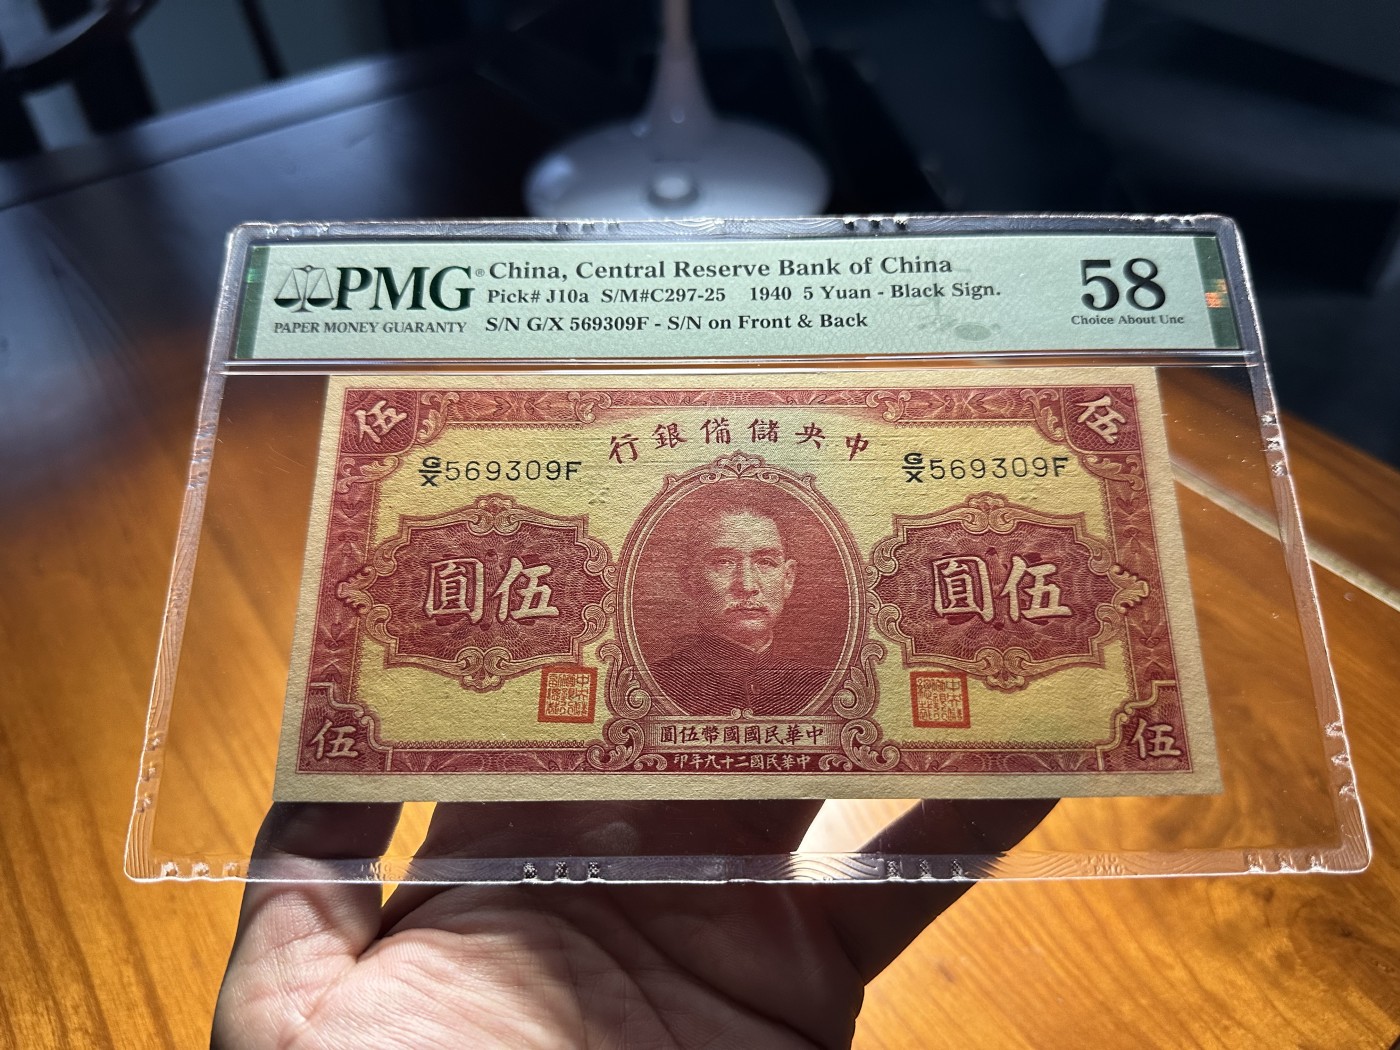 PMG®
PAPER MONEY GUARANTY
China, Central Reserve Bank of China
Pick# J10a S/M#C297-25 1940 5 Yuan - Black Sign.
S/N G/X 569309F - S/N on Front & Back
58
Choice About Unc
伍
伍
行銀備儲央中
G/X 569309F
G/X 569309F
圓伍
圓伍
圓伍幣國國民華中
印年九十二國民華中
伍
伍